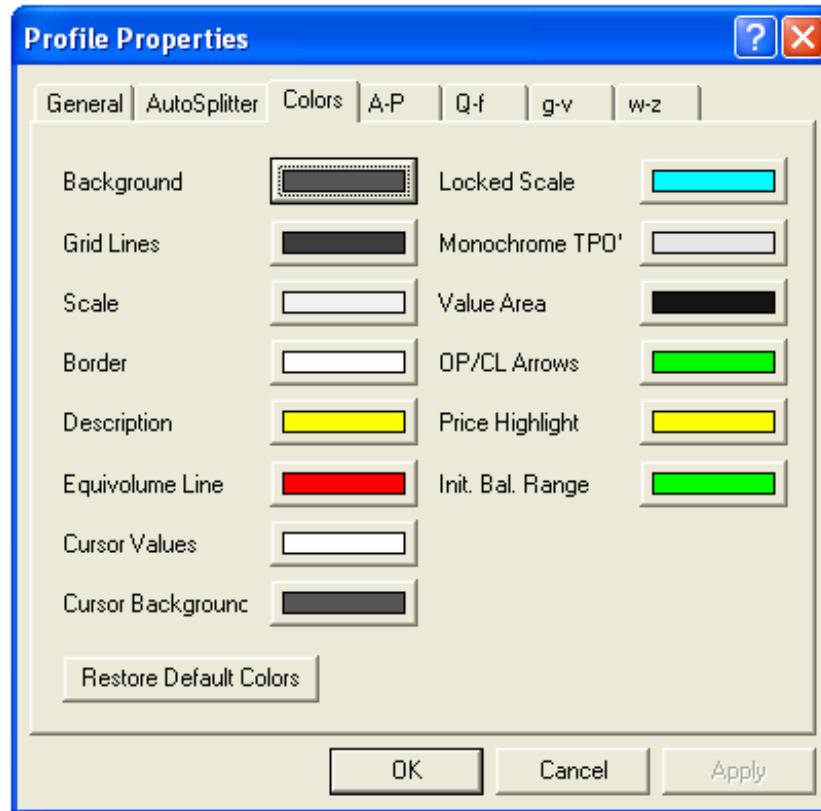 Profile Properties
General AutoSplitter Colors A-P Q-f g-v w-z
Background Locked Scale
Grid Lines Monochrome TPO'
Scale Value Area
Border OP/CL Arrows
Description Price Highlight
Equivolume Line Init. Bal. Range
Cursor Values
Cursor Background
Restore Default Colors
OK Cancel Apply